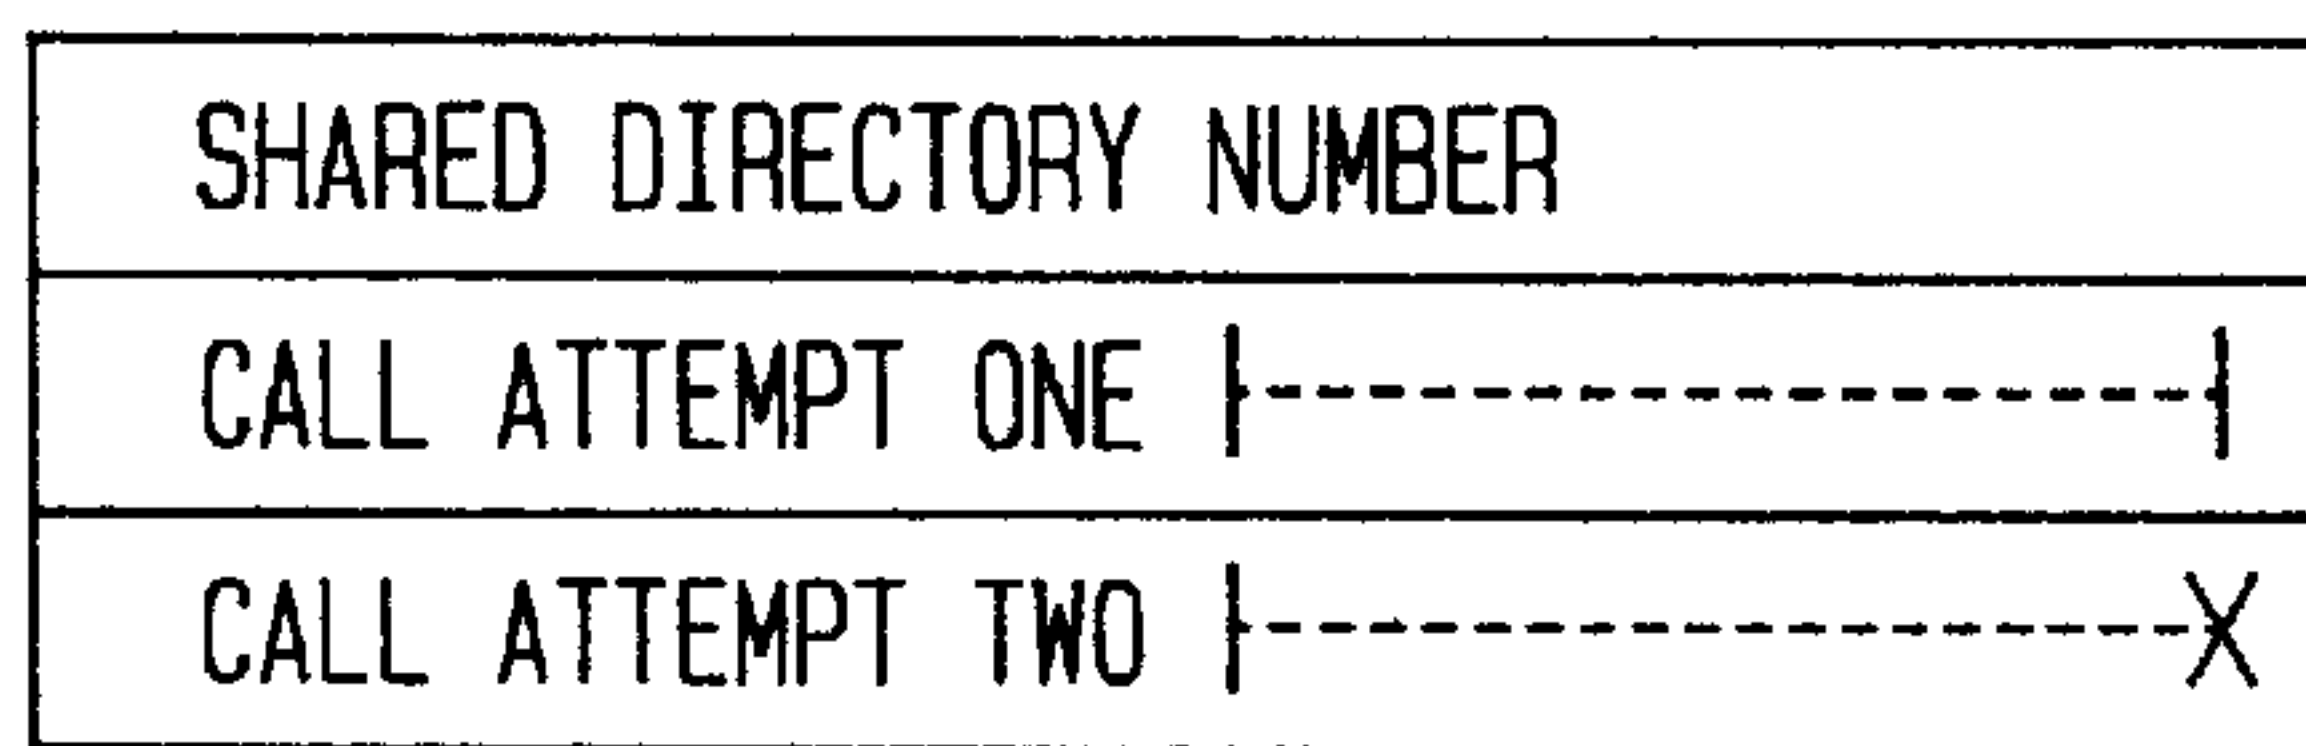 SHARED DIRECTORY NUMBER
CALL ATTEMPT ONE
CALL ATTEMPT TWO X